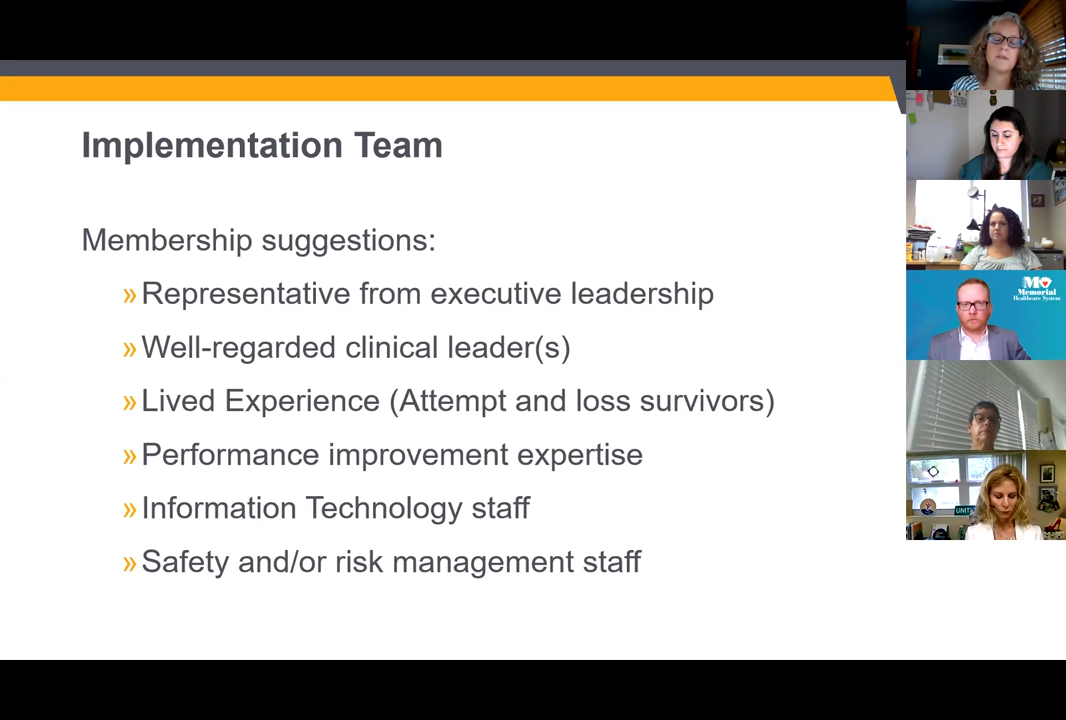 Implementation Team
Membership suggestions:
» Representative from executive leadership
» Well-regarded clinical leader(s)
» Lived Experience (Attempt and loss survivors)
» Performance improvement expertise
» Information Technology staff
» Safety and/or risk management staff
M
Memorial
Healthcare System
UNIT